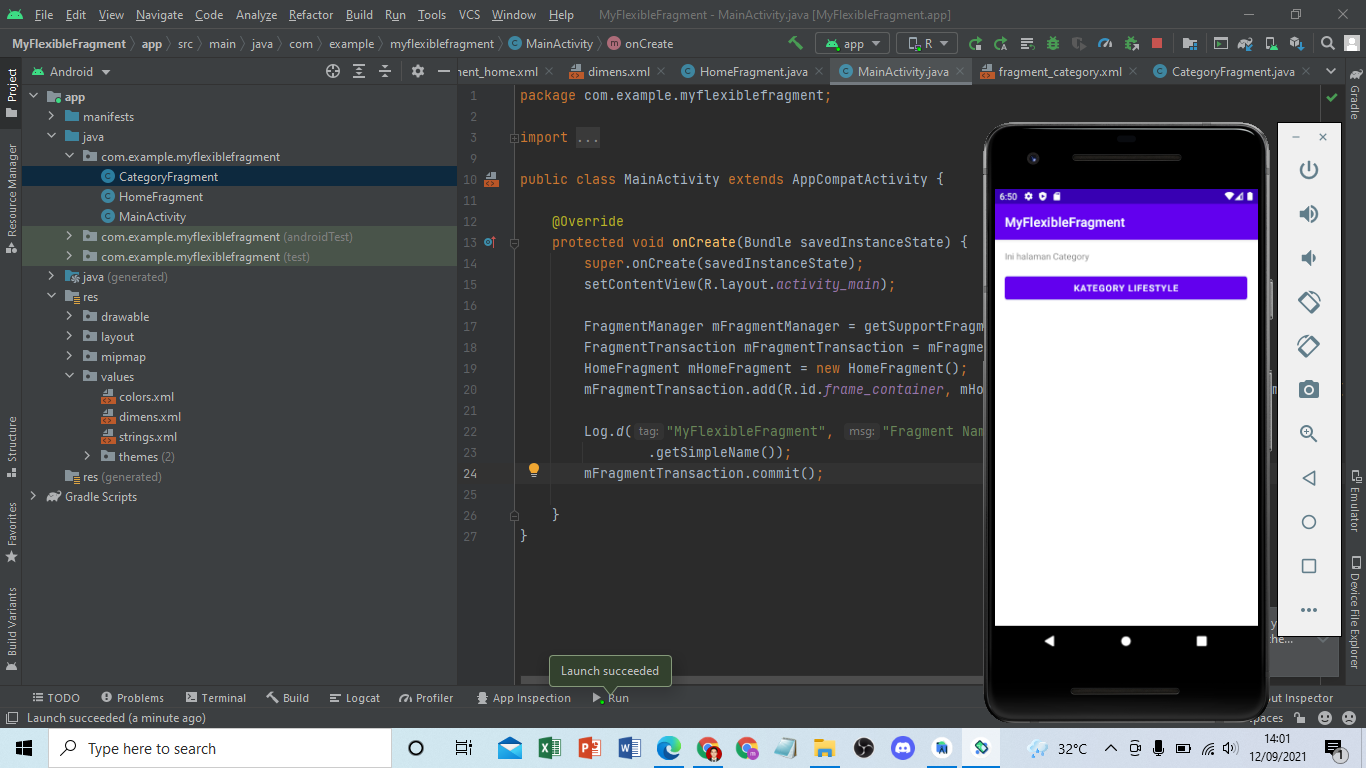 File Edit View Navigate Code Analyze Refactor Build Run Tools VCS Window Help MyFlexibleFragment - MainActivity.java [MyFlexibleFragment.app]
MyFlexibleFragment app src main java com example myflexiblefragment MainActivity onCreate app R
Project
Resource Manager
Structure
Favorites
Build Variants
Android
app
manifests
java
com.example.myflexiblefragment
CategoryFragment
HomeFragment
MainActivity
com.example.myflexiblefragment (androidTest)
com.example.myflexiblefragment (test)
java (generated)
res
drawable
layout
mipmap
values
colors.xml
dimens.xml
strings.xml
themes (2)
res (generated)
Gradle Scripts
ment_home.xml dimens.xml HomeFragment.java MainActivity.java fragment_category.xml CategoryFragment.java
1 package com.example.myflexiblefragment;
2
3 import ...
9
10 public class MainActivity extends AppCompatActivity {
11
12 @Override
13 protected void onCreate(Bundle savedInstanceState) {
14 super.onCreate(savedInstanceState);
15 setContentView(R.layout.activity_main);
16
17 FragmentManager mFragmentManager = getSupportFragm
18 FragmentTransaction mFragmentTransaction = mFragme
19 HomeFragment mHomeFragment = new HomeFragment();
20 mFragmentTransaction.add(R.id.frame_container, mHo
21
22 Log.d( tag: "MyFlexibleFragment", msg: "Fragment Nam
23 .getSimpleName());
24 mFragmentTransaction.commit();
25
26 }
27 }
6:50
MyFlexibleFragment
Ini halaman Category
KATEGORY LIFESTYLE
Gradle
Emulator
Device File Explorer
Launch succeeded
TODO Problems Terminal Build Logcat Profiler App Inspection Run out Inspector
Launch succeeded (a minute ago) paces
Type here to search
32°C
14:01
12/09/2021
1